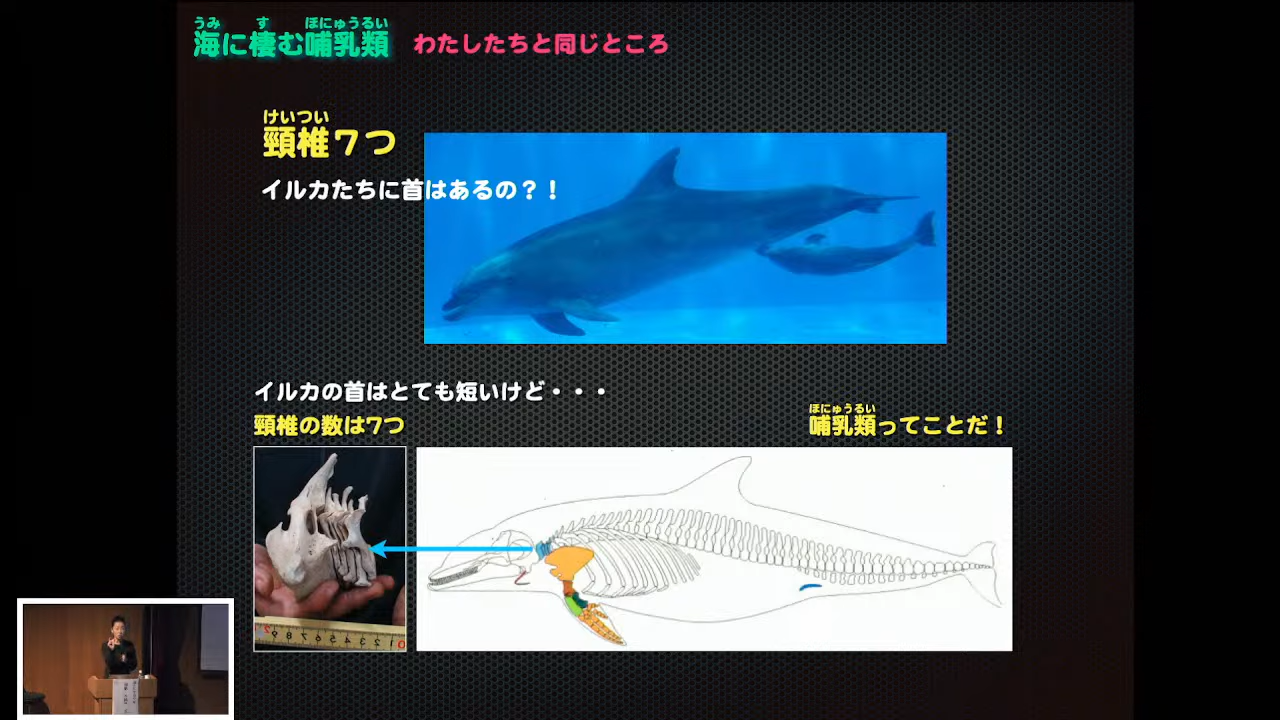 うみ す ほにゅうるい
海に棲む哺乳類 わたしたちと同じところ
けいつい
頸椎7つ
イルカたちに首はあるの？！
イルカの首はとても短いけど・・・
頸椎の数は7つ
ほにゅうるい
哺乳類ってことだ！